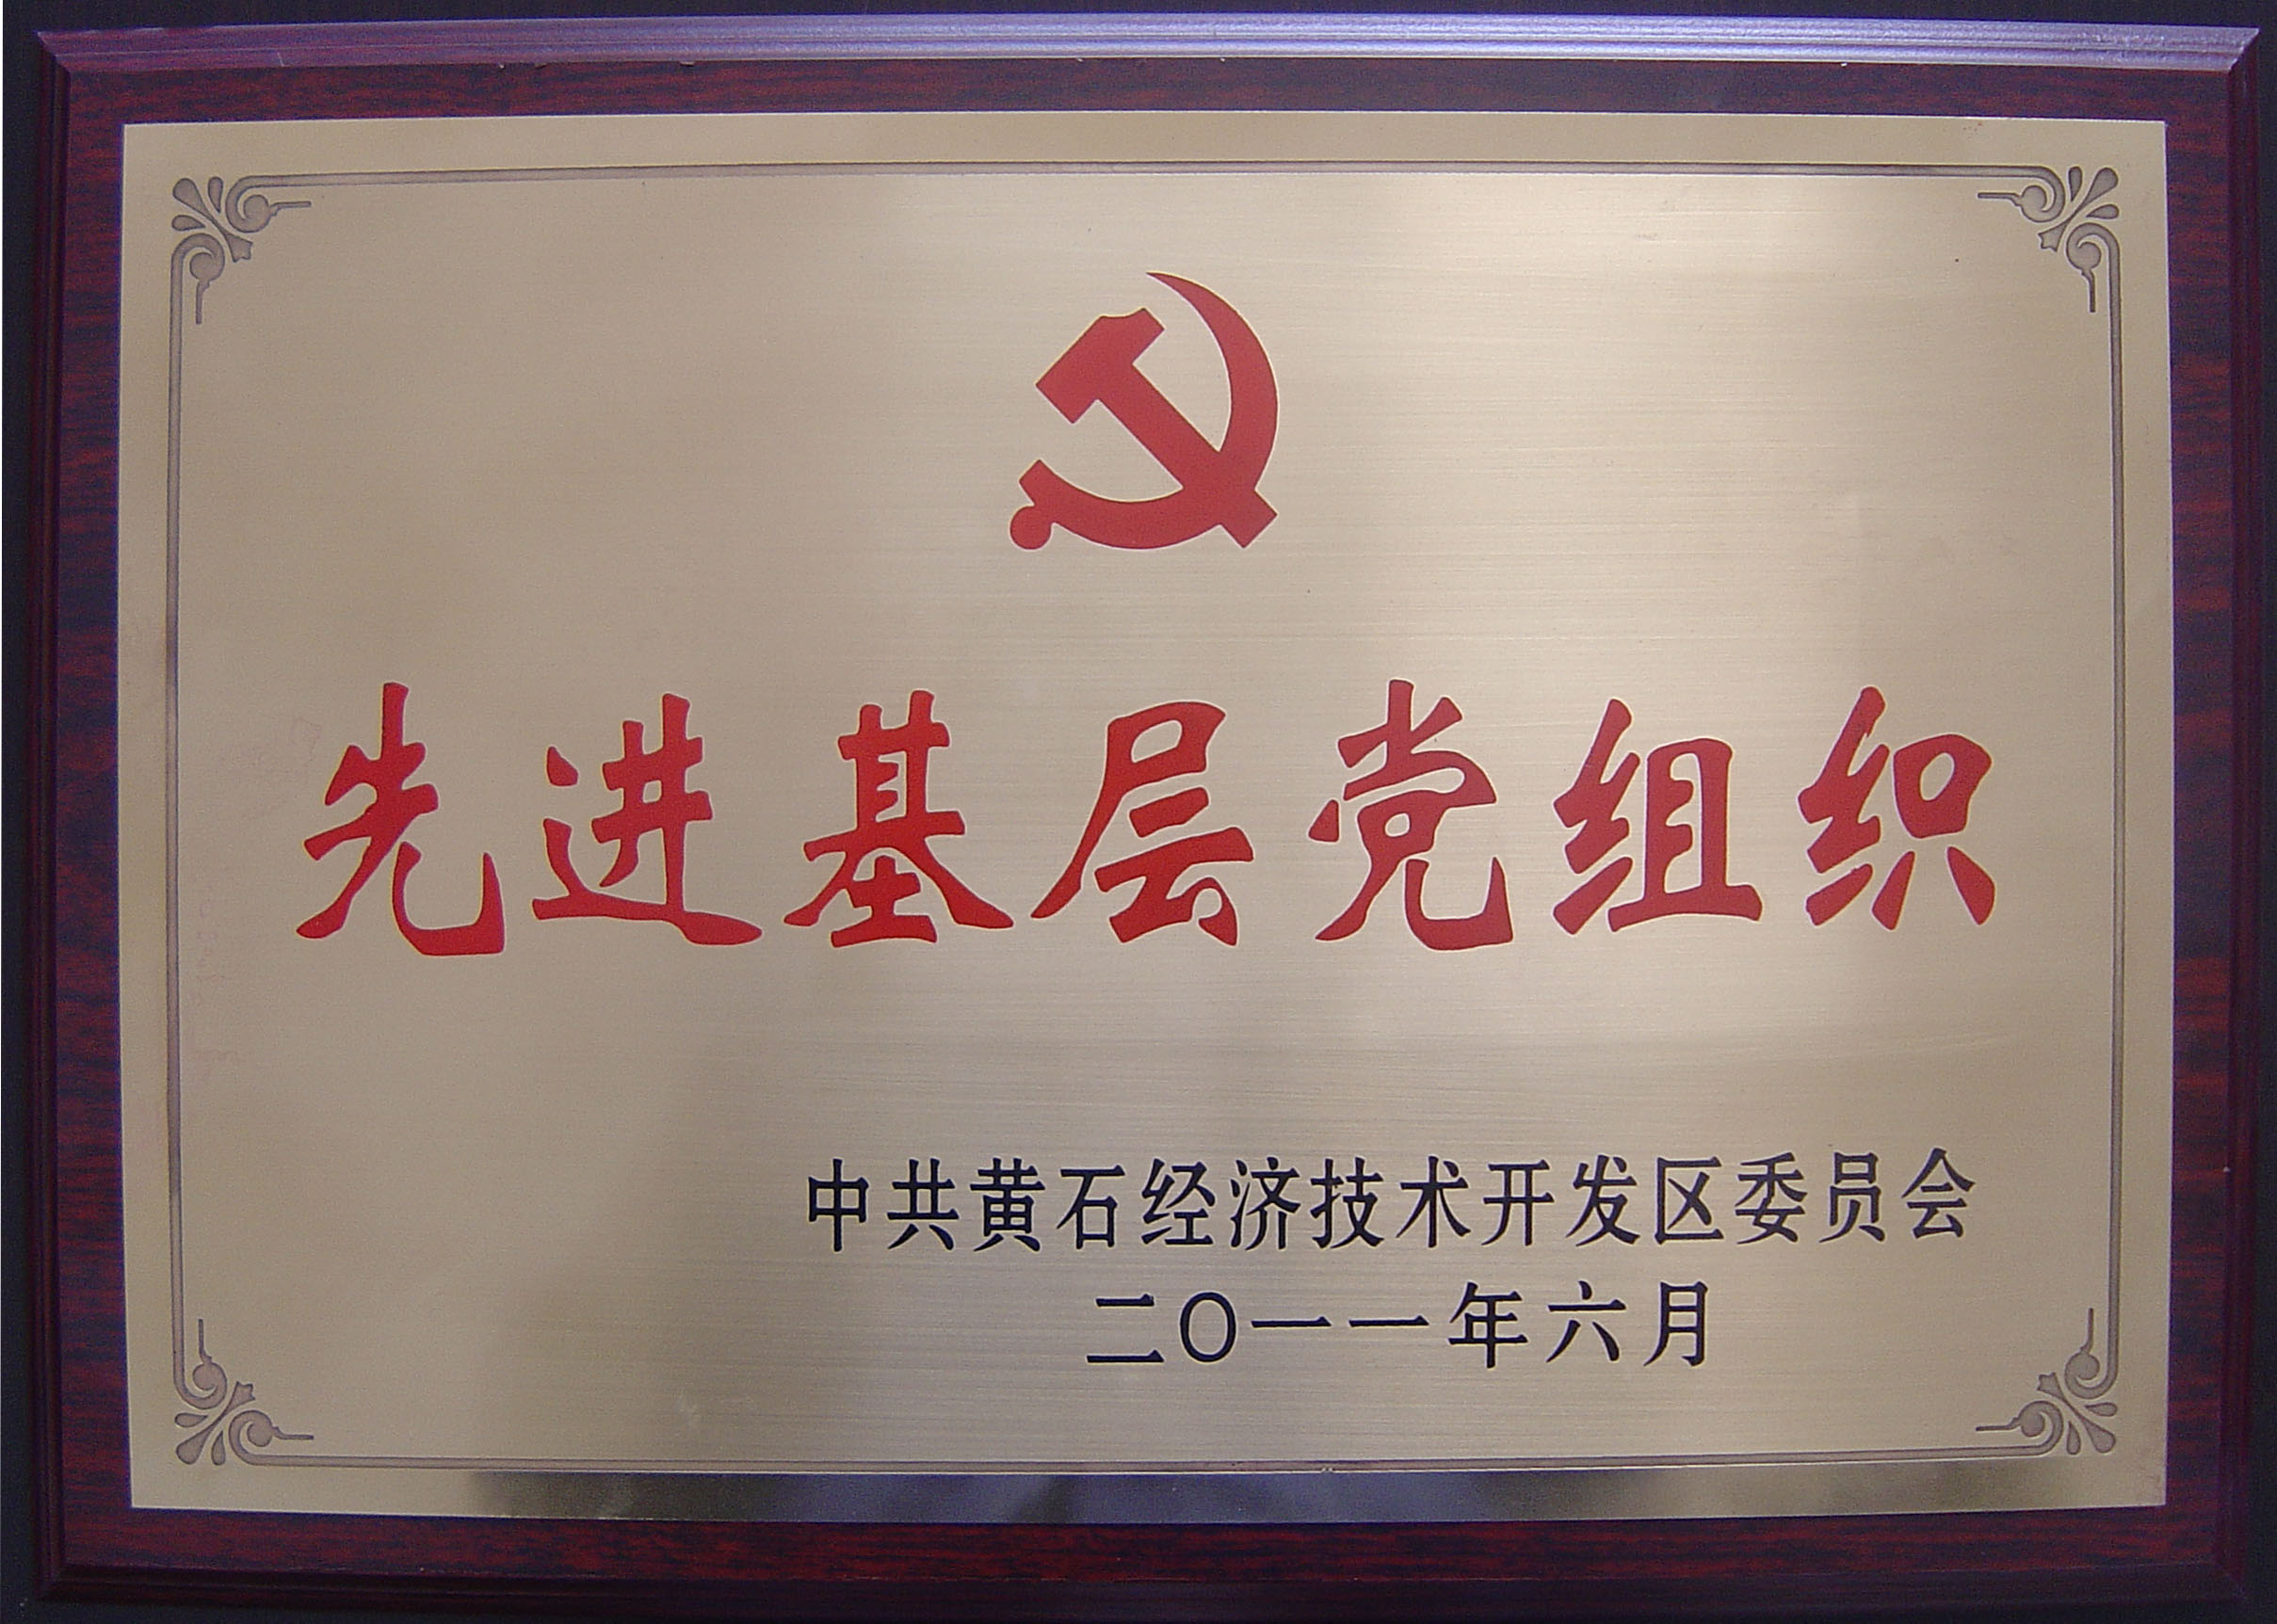 先进基层党组织
中共黄石经济技术开发区委员会
二〇一一年六月